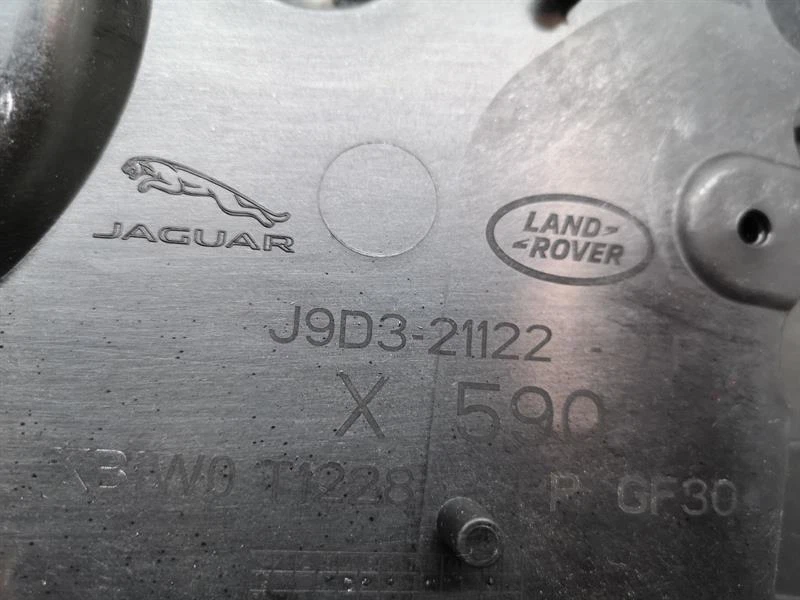 JAGUAR
LAND
ROVER
J9D3-21122
X 590
T1228 GF30